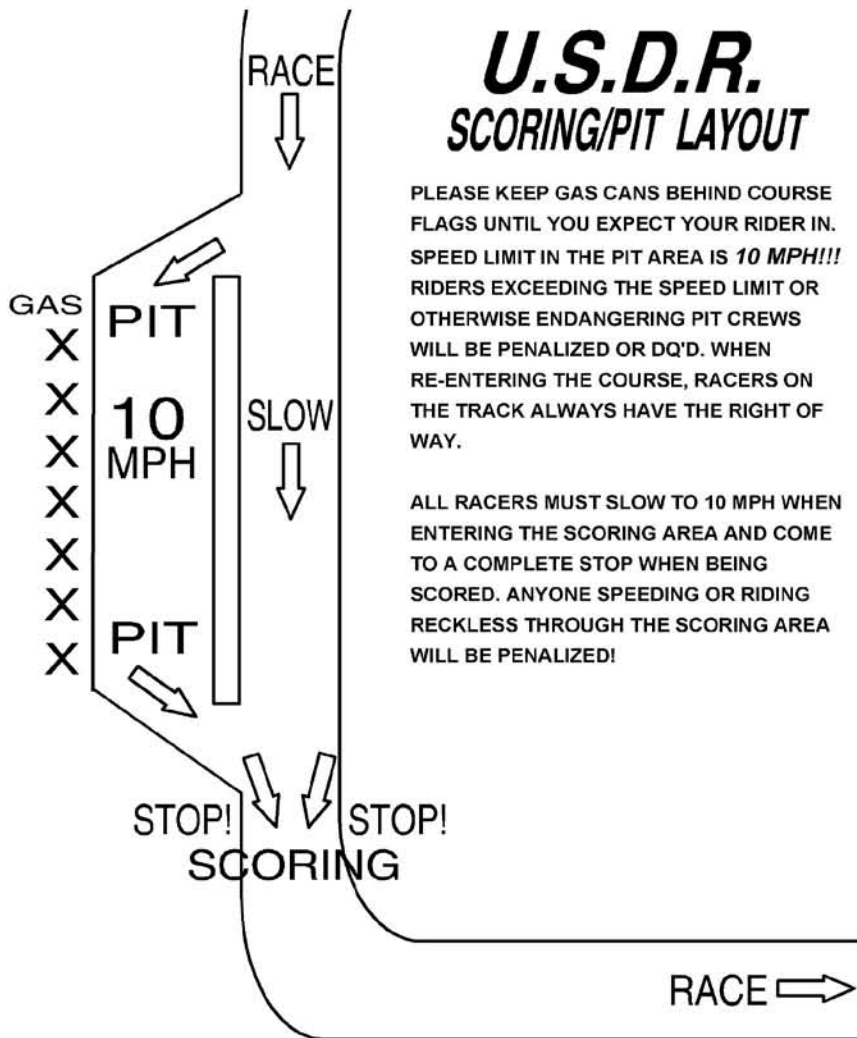 U.S.D.R.
SCORING/PIT LAYOUT
PLEASE KEEP GAS CANS BEHIND COURSE
FLAGS UNTIL YOU EXPECT YOUR RIDER IN.
SPEED LIMIT IN THE PIT AREA IS 10 MPH!!!
RIDERS EXCEEDING THE SPEED LIMIT OR
OTHERWISE ENDANGERING PIT CREWS
WILL BE PENALIZED OR DQ'D. WHEN
RE-ENTERING THE COURSE, RACERS ON
THE TRACK ALWAYS HAVE THE RIGHT OF
WAY.
ALL RACERS MUST SLOW TO 10 MPH WHEN
ENTERING THE SCORING AREA AND COME
TO A COMPLETE STOP WHEN BEING
SCORED. ANYONE SPEEDING OR RIDING
RECKLESS THROUGH THE SCORING AREA
WILL BE PENALIZED!
RACE
GAS
X
X
X
X
X
X
X
PIT
10
MPH
PIT
SLOW
STOP!
STOP!
SCORING
RACE